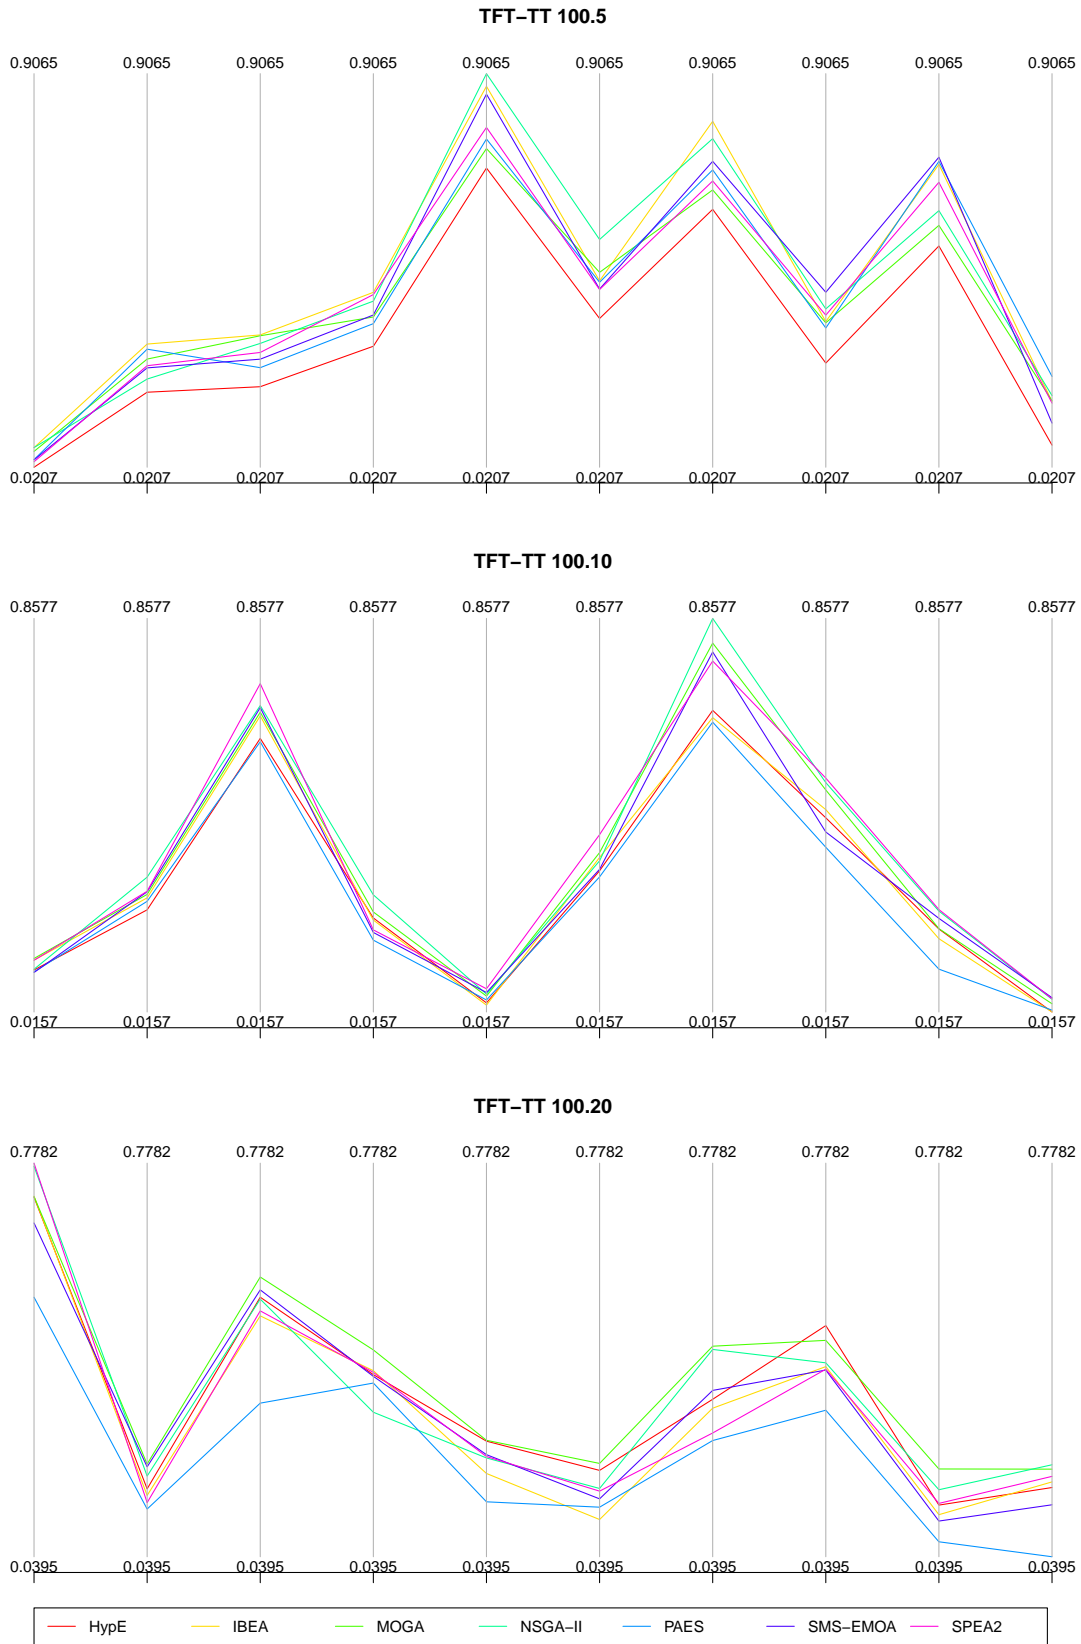 TFT−TT 100.5
0.9065 0.9065 0.9065 0.9065 0.9065 0.9065 0.9065 0.9065 0.9065 0.9065
0.0207 0.0207 0.0207 0.0207 0.0207 0.0207 0.0207 0.0207 0.0207 0.0207
TFT−TT 100.10
0.8577 0.8577 0.8577 0.8577 0.8577 0.8577 0.8577 0.8577 0.8577 0.8577
0.0157 0.0157 0.0157 0.0157 0.0157 0.0157 0.0157 0.0157 0.0157 0.0157
TFT−TT 100.20
0.7782 0.7782 0.7782 0.7782 0.7782 0.7782 0.7782 0.7782 0.7782 0.7782
0.0395 0.0395 0.0395 0.0395 0.0395 0.0395 0.0395 0.0395 0.0395 0.0395
HypE IBEA MOGA NSGA−II PAES SMS−EMOA SPEA2